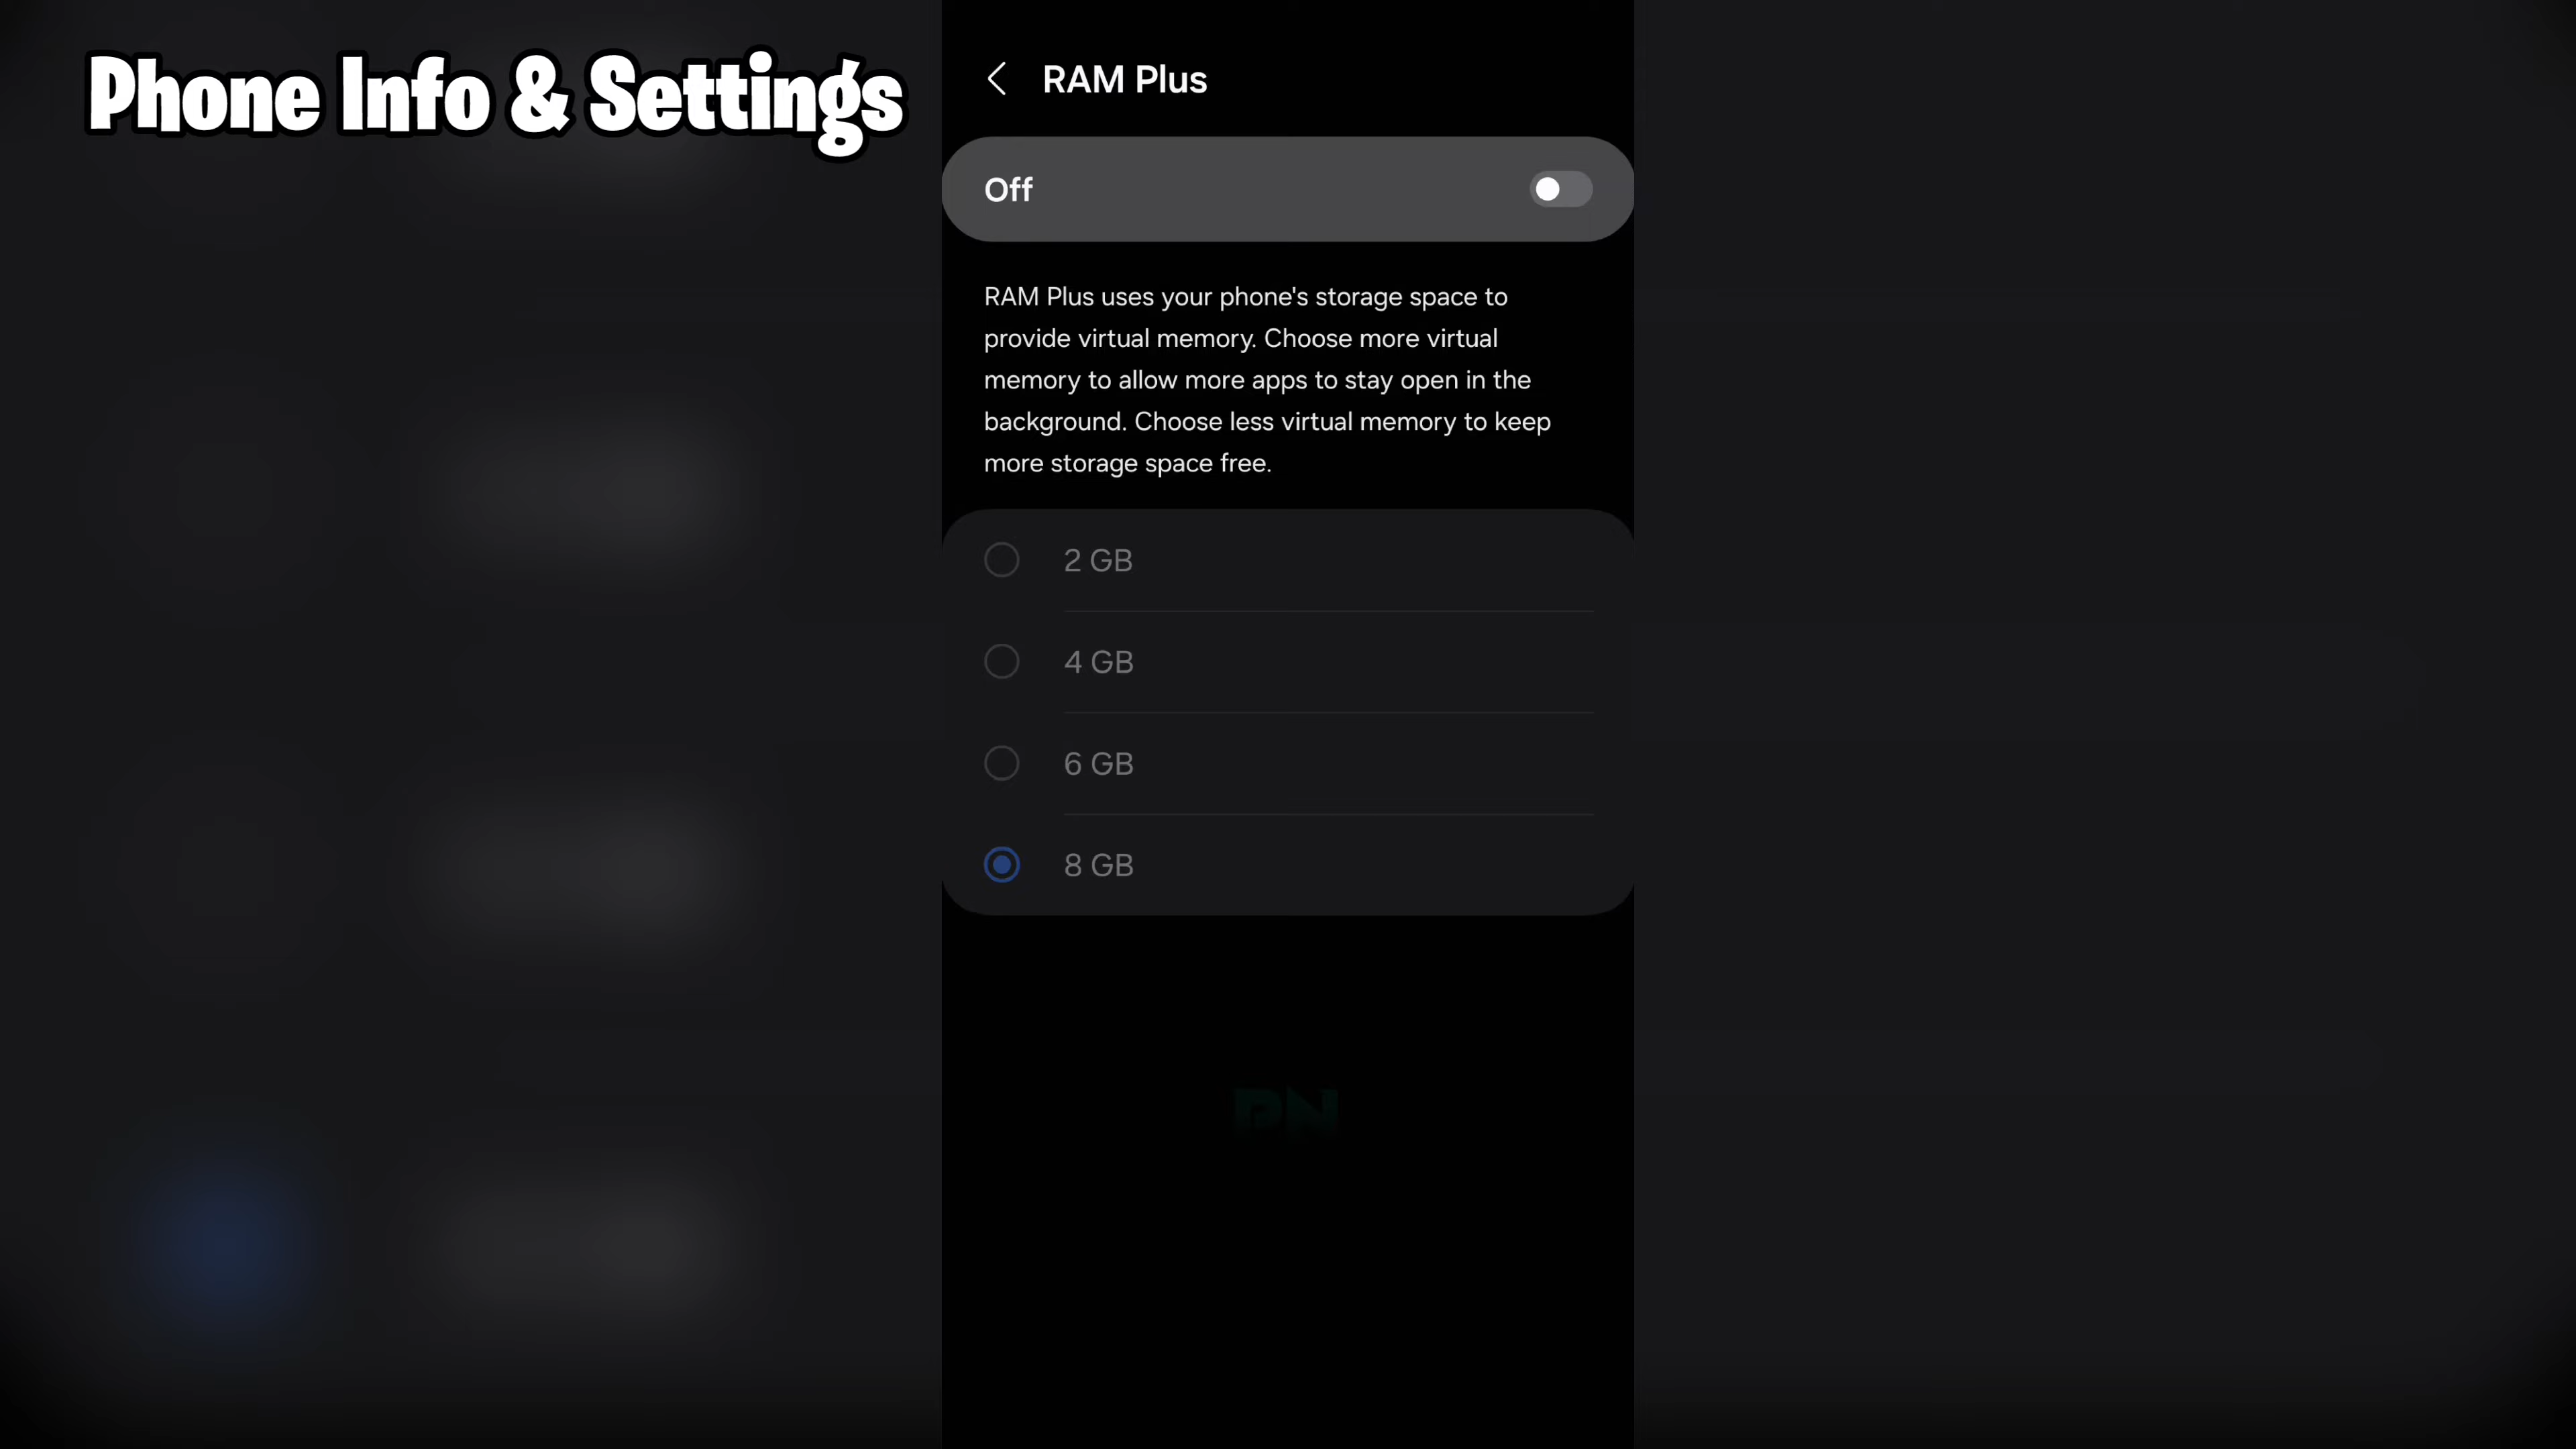 Phone Info & Settings
RAM Plus
Off
RAM Plus uses your phone's storage space to
provide virtual memory. Choose more virtual
memory to allow more apps to stay open in the
background. Choose less virtual memory to keep
more storage space free.
2 GB
4 GB
6 GB
8 GB
PN